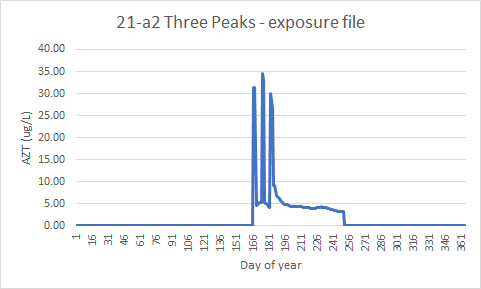 21-a2 Three Peaks - exposure file
40.00
35.00
30.00
25.00
20.00
15.00
10.00
5.00
0.00
AZT (ug/L)
1 16 31 46 61 76 91 106 121 136 151 166 181 196 211 226 241 256 271 286 301 316 331 346 361
Day of year